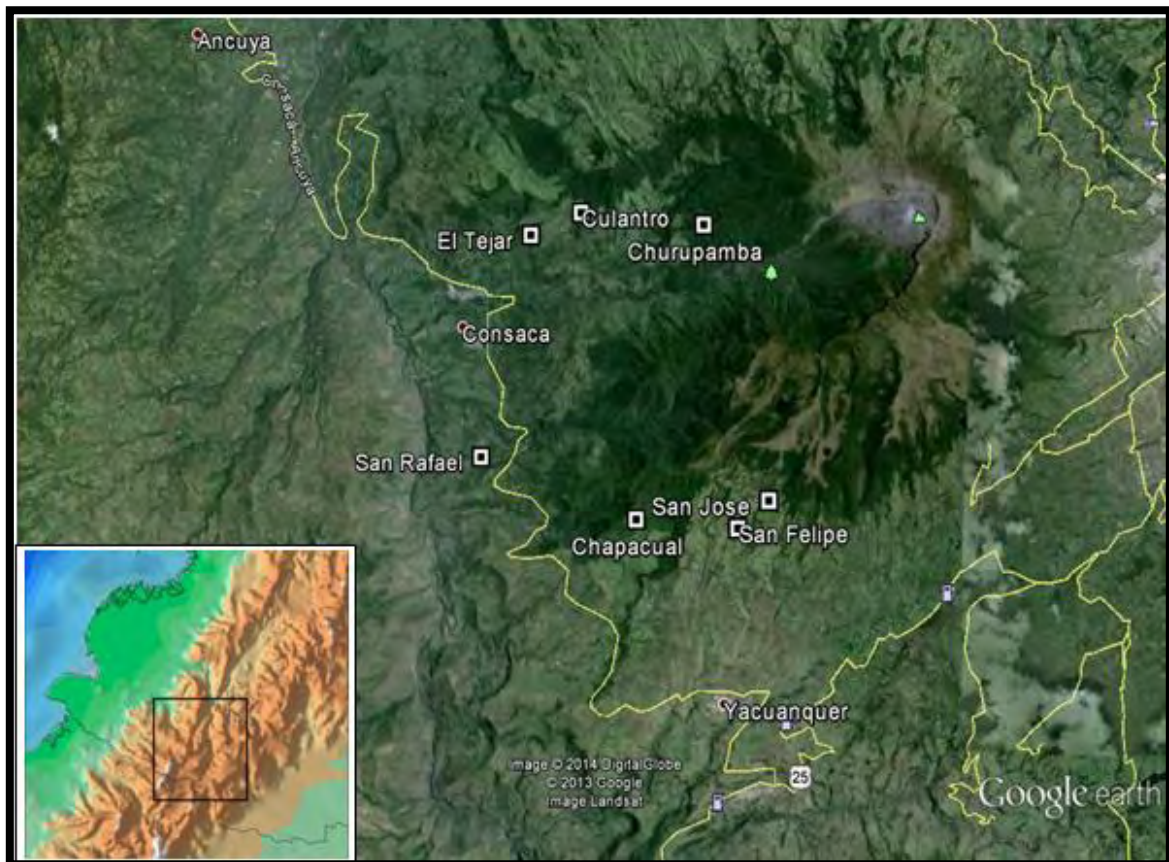 Ancuya
Consaca-Ancuya
Culantro
El Tejar
Churupamba
Consaca
San Rafael
San Jose
San Felipe
Chapacual
Yacuanquer
Image © 2014 DigitalGlobe
© 2013 Google
Image Landsat
25
Google earth